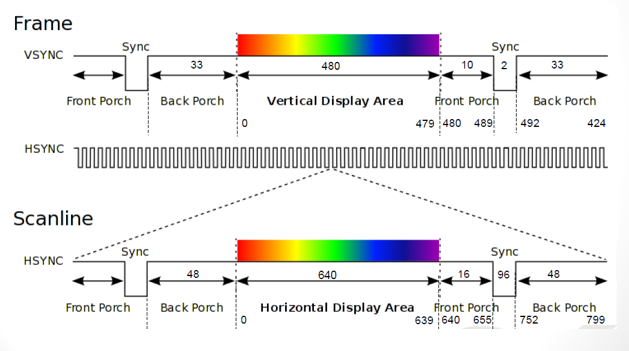 Frame
Sync Sync
VSYNC 33 480 10 2 33
Front Porch Back Porch Vertical Display Area Front Porch Back Porch
0 479 480 489 492 424
HSYNC
Scanline
Sync Sync
HSYNC 48 640 16 96 48
Front Porch Back Porch Horizontal Display Area Front Porch Back Porch
0 639 640 655 752 799